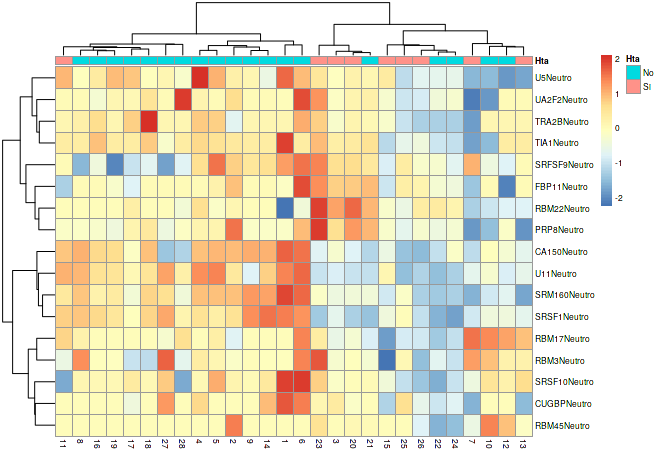 Hta
U5Neutro
UA2F2Neutro
TRA2BNeutro
TIA1Neutro
SRFSF9Neutro
FBP11Neutro
RBM22Neutro
PRP8Neutro
CA150Neutro
U11Neutro
SRM160Neutro
SRSF1Neutro
RBM17Neutro
RBM3Neutro
SRSF10Neutro
CUGBPNeutro
RBM45Neutro
11 8 16 19 17 18 27 28 4 5 2 9 14 1 6 23 3 20 21 15 25 26 22 24 7 10 12 13
2
1
0
-1
-2
Hta
No
Si